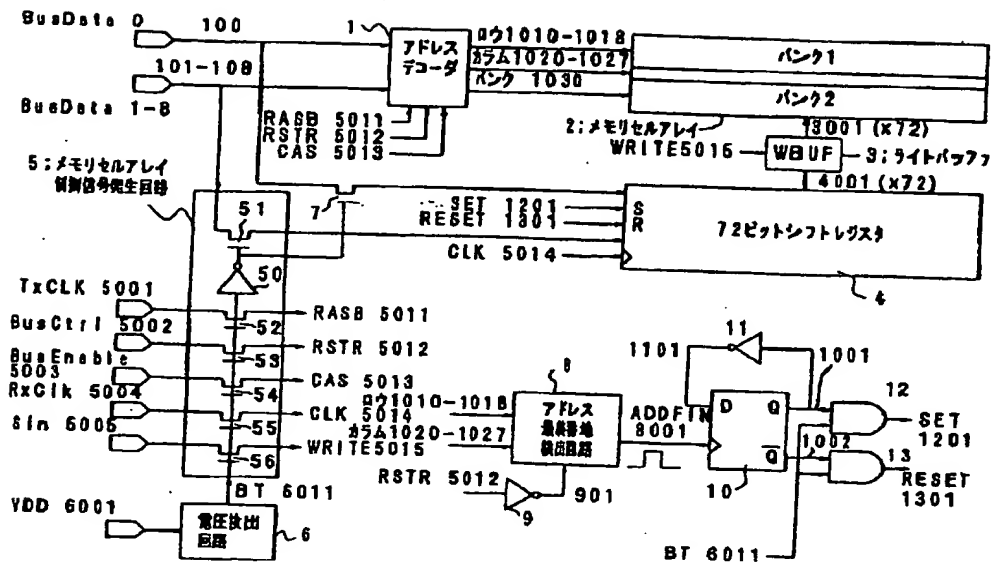 BusData 0
100
101-108
BusData 1-8
1
アドレス
デコーダ
ロウ1010-1018
カラム1020-1027
バンク 1030
バンク1
バンク2
RASB 5011
RSTR 5012
CAS 5013
2;メモリセルアレイ
3001(x72)
WRITE5015
WBUF
3;ライトバッファ
4001(x72)
5;メモリセルアレイ
制御信号発生回路
51
7
SET 1201
RESET 1301
S
R
72ビットシフトレジスタ
CLK 5014
4
50
TxCLK 5001
RASB 5011
52
BusCtrl 5002
RSTR 5012
53
BusEnable
5003
CAS 5013
54
RxClk 5004
CLK
5014
55
Sin 5005
WRITE5015
56
BT 6011
VDD 6001
電圧検出
回路
6
8
ロウ1010-1018
カラム1020-1027
アドレス
最終番地
検出回路
RSTR 5012
9
901
ADDFIN
8001
11
1101
1001
D
Q
Q
1002
10
12
SET
1201
13
RESET
1301
BT 6011